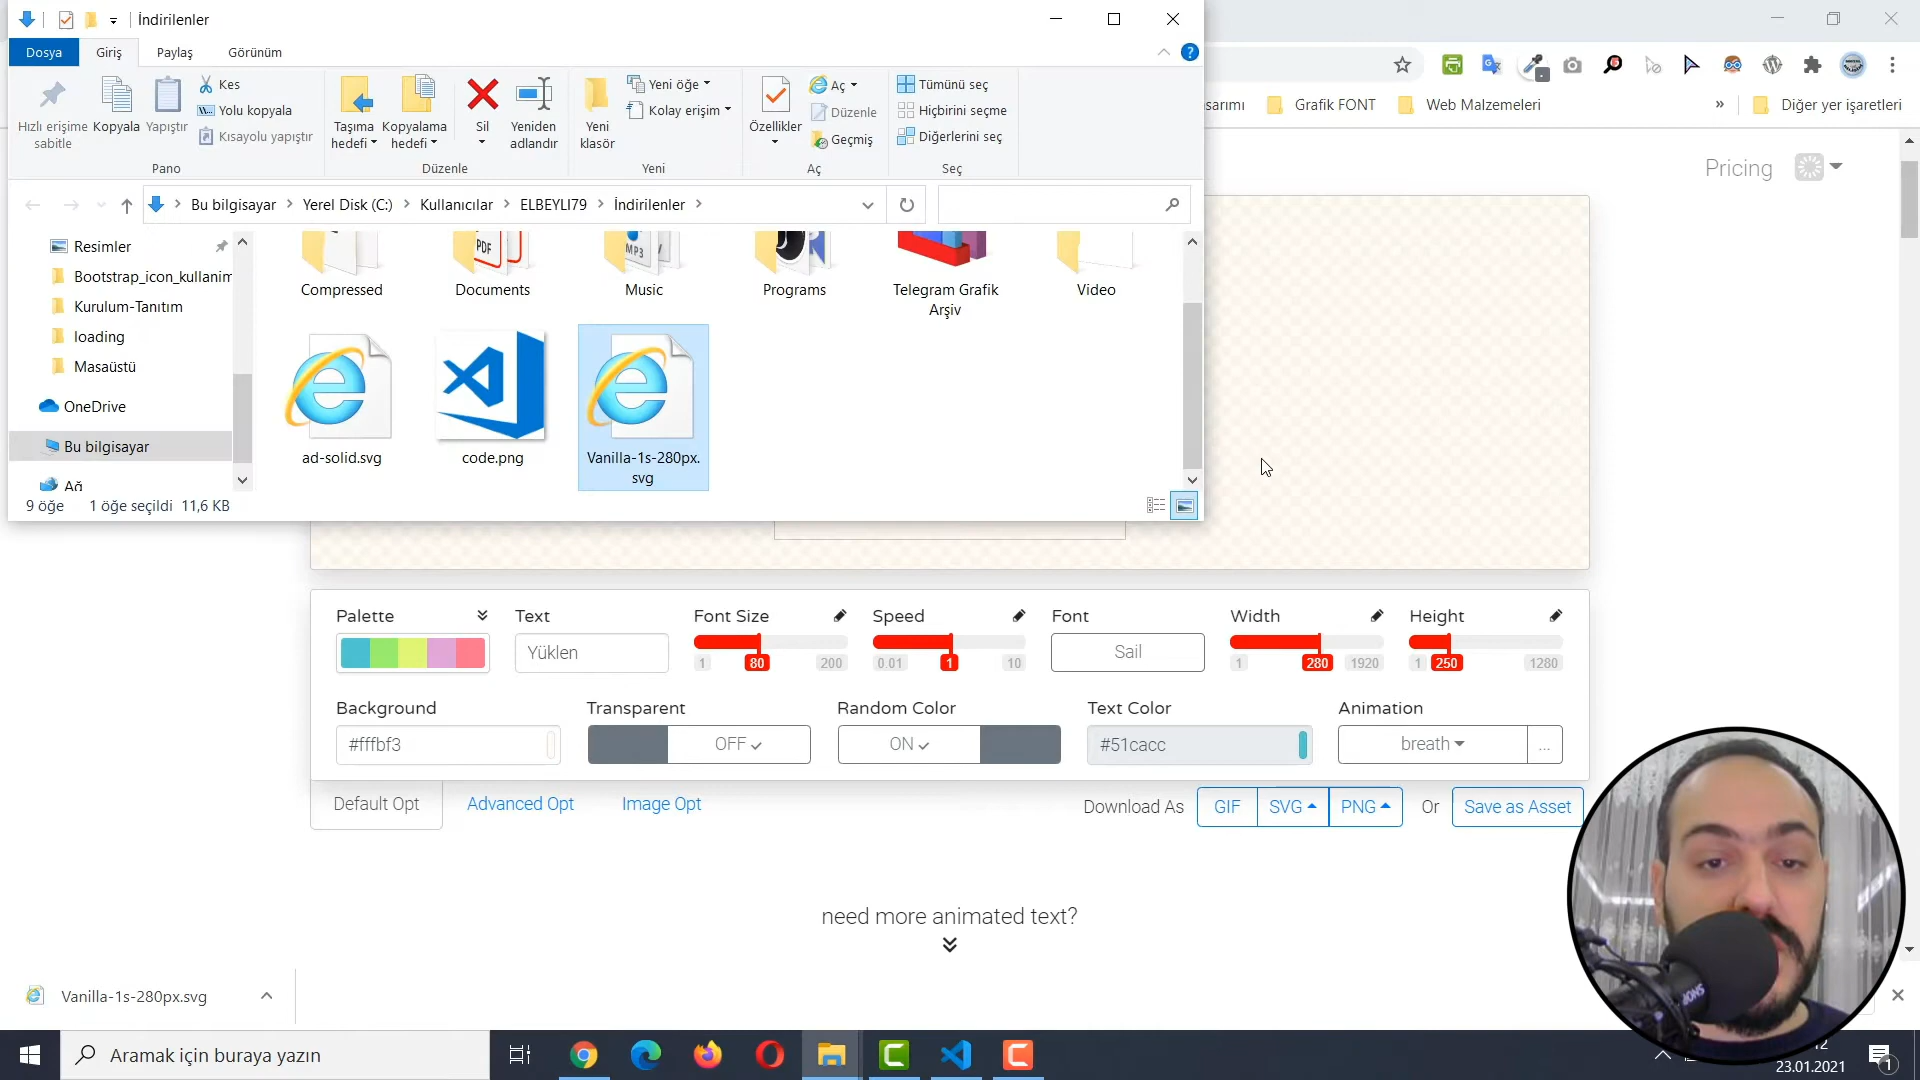 İndirilenler
Dosya
Giriş
Paylaş
Görünüm
Hızlı erişime
sabitle
Kopyala
Yapıştır
Kes
Yolu kopyala
Kısayolu yapıştır
Pano
Taşıma
hedefi
Kopyalama
hedefi
Sil
Yeniden
adlandır
Düzenle
Yeni
klasör
Yeni öğe
Kolay erişim
Yeni
Özellikler
Aç
Düzenle
Geçmiş
Aç
Tümünü seç
Hiçbirini seçme
Diğerlerini seç
Seç
Bu bilgisayar
Yerel Disk (C:)
Kullanıcılar
ELBEYLI79
İndirilenler
Resimler
Bootstrap_icon_kullanim
Kurulum-Tanıtım
loading
Masaüstü
OneDrive
Bu bilgisayar
Ağ
PDF
MP3
Compressed
Documents
Music
Programs
Telegram Grafik
Arşiv
Video
ad-solid.svg
code.png
Vanilla-1s-280px.
svg
9 öğe
1 öğe seçildi 11,6 KB
sarımı
Grafik FONT
Web Malzemeleri
»
Diğer yer işaretleri
Pricing
Palette
Text
Font Size
Speed
Font
Width
Height
Yüklen
1 80 200
0.01 1 10
Sail
1 280 1920
1 250 1280
Background
Transparent
Random Color
Text Color
Animation
#fffbf3
OFF
ON
#51cacc
breath
...
Default Opt
Advanced Opt
Image Opt
Download As
GIF
SVG
PNG
Or
Save as Asset
need more animated text?
Vanilla-1s-280px.svg
Aramak için buraya yazın
12
23.01.2021
1